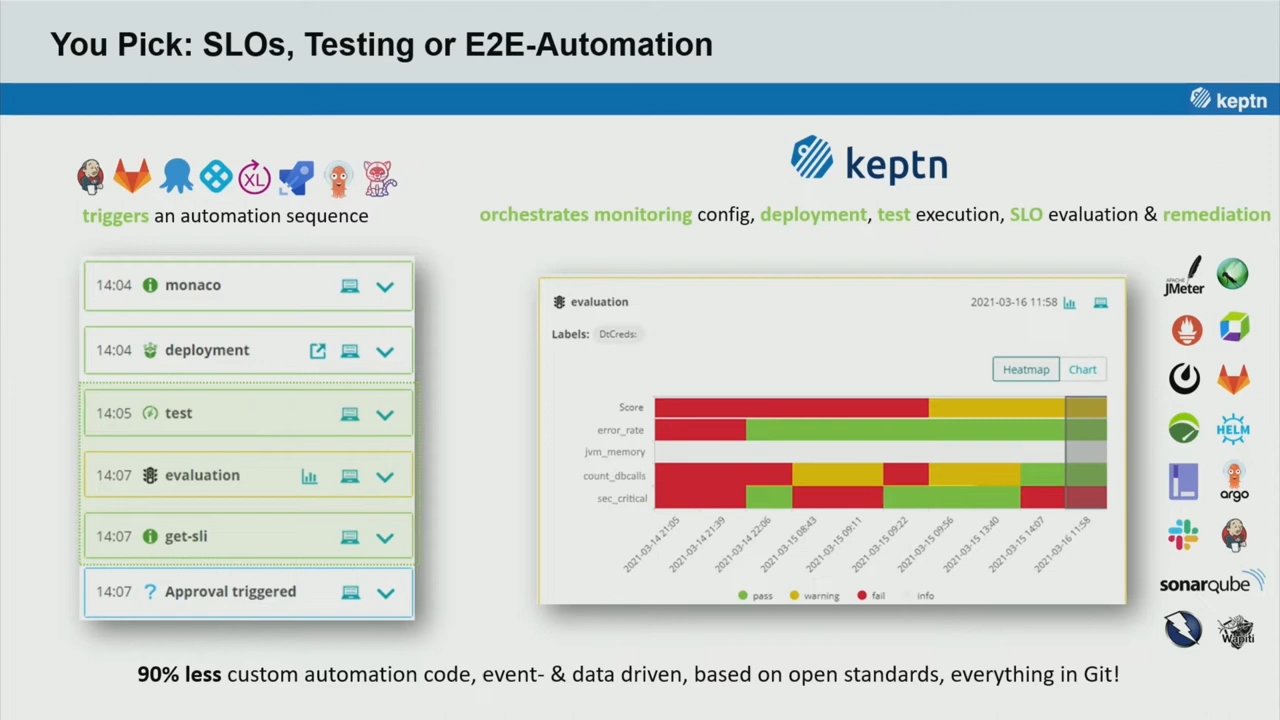 You Pick: SLOs, Testing or E2E-Automation
keptn
keptn
XL
triggers an automation sequence
orchestrates monitoring config, deployment, test execution, SLO evaluation & remediation
14:04 monaco
14:04 deployment
14:05 test
14:07 evaluation
14:07 get-sli
14:07 ? Approval triggered
evaluation
2021-03-16 11:58
Labels: DtCreds:
Heatmap Chart
Score
error_rate
jvm_memory
count_dbcalls
sec_critical
2021-03-14 21:05
2021-03-14 21:39
2021-03-14 22:06
2021-03-15 08:43
2021-03-15 09:11
2021-03-15 09:22
2021-03-15 09:56
2021-03-15 13:40
2021-03-15 14:07
2021-03-16 11:58
pass warning fail info
APACHE
JMeter
HELM
argo
sonarqube
Wapiti
90% less custom automation code, event- & data driven, based on open standards, everything in Git!